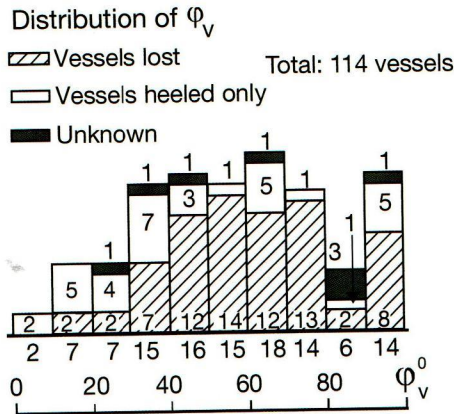 Distribution of φv
Vessels lost
Total: 114 vessels
Vessels heeled only
Unknown
1
1 1 1
1 1
5
3
7
5
1
1
3
5 4
2 2 2 7 12 14 12 13 2 8
2 7 7 15 16 15 18 14 6 14
0 20 40 60 80 φv⁰